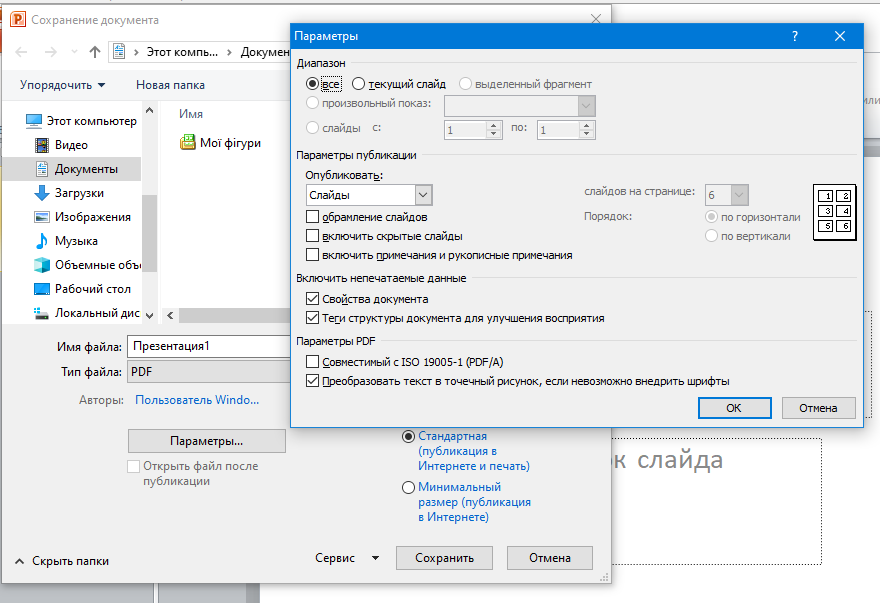 Сохранение документа
Этот компь... Докумен
Упорядочить Новая папка
Этот компьютер
Видео
Документы
Загрузки
Изображения
Музыка
Объемные объ
Рабочий стол
Локальный дис
Имя
Мої фігури
Имя файла: Презентация1
Тип файла: PDF
Авторы: Пользователь Windo...
Параметры...
Открыть файл после
публикации
Стандартная
(публикация в
Интернете и печать)
Минимальный
размер (публикация
в Интернете)
Скрыть папки
Сервис Сохранить Отмена
Параметры ?
Диапазон
все текущий слайд выделенный фрагмент
произвольный показ:
слайды с: 1 по: 1
Параметры публикации
Опубликовать:
Слайды
обрамление слайдов
включить скрытые слайды
включить примечания и рукописные примечания
слайдов на странице: 6
Порядок: по горизонтали
по вертикали
1 2
3 4
5 6
Включить непечатаемые данные
Свойства документа
Теги структуры документа для улучшения восприятия
Параметры PDF
Совместимый с ISO 19005-1 (PDF/A)
Преобразовать текст в точечный рисунок, если невозможно внедрить шрифты
ОК Отмена
ок слайда